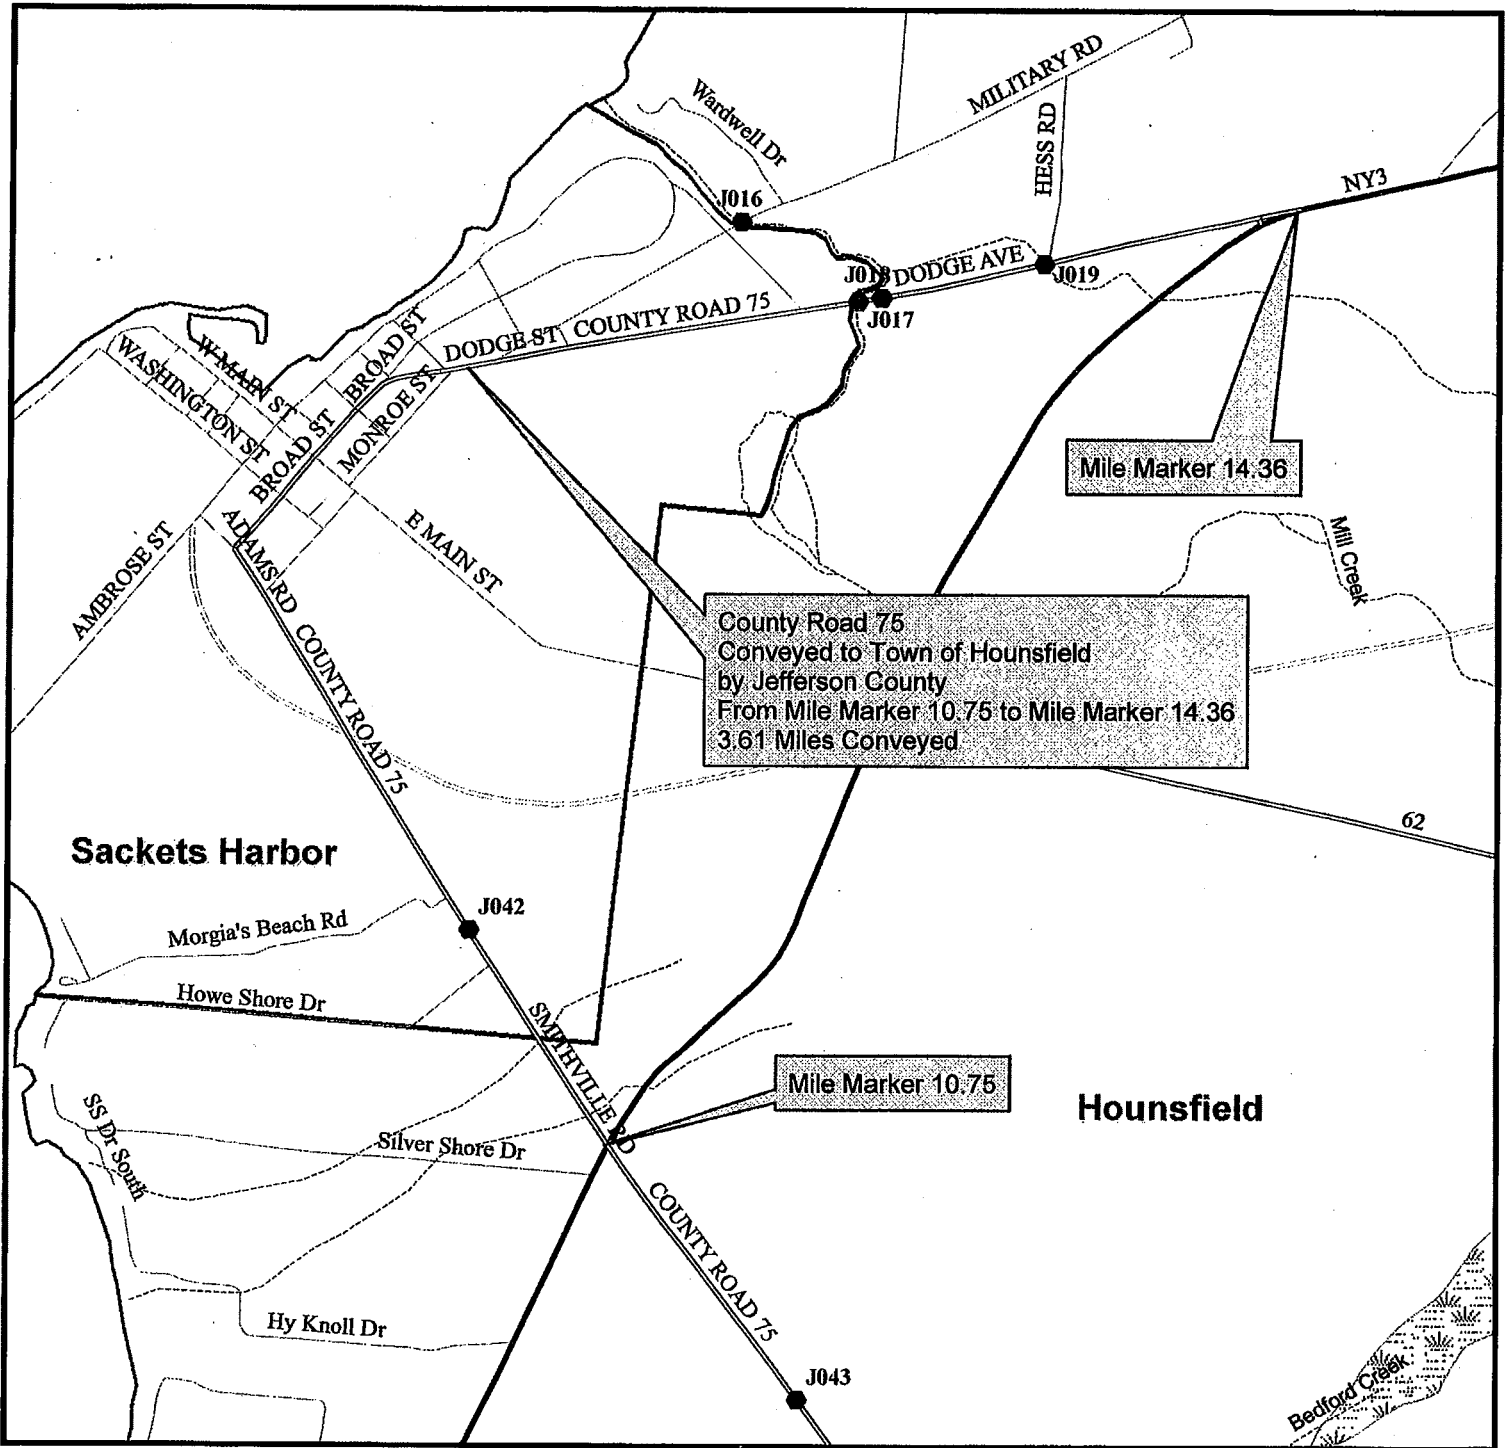 MILITARY RD
Wardwell Dr
HESS RD
NY3
J016
J018
DODGE AVE
J019
J017
DODGE ST
COUNTY ROAD 75
BROAD ST
W MAIN ST
WASHINGTON ST
MONROE ST
BROAD ST
Mile Marker 14.36
ADAMS RD
E MAIN ST
AMBROSE ST
Mill Creek
County Road 75
Conveyed to Town of Hounsfield
by Jefferson County
From Mile Marker 10.75 to Mile Marker 14.36
3.61 Miles Conveyed
COUNTY ROAD 75
62
Sackets Harbor
J042
Morgia's Beach Rd
Howe Shore Dr
SMITHVILLE RD
Mile Marker 10.75
Hounsfield
SS Dr South
Silver Shore Dr
COUNTY ROAD 75
Hy Knoll Dr
J043
Bedford Creek